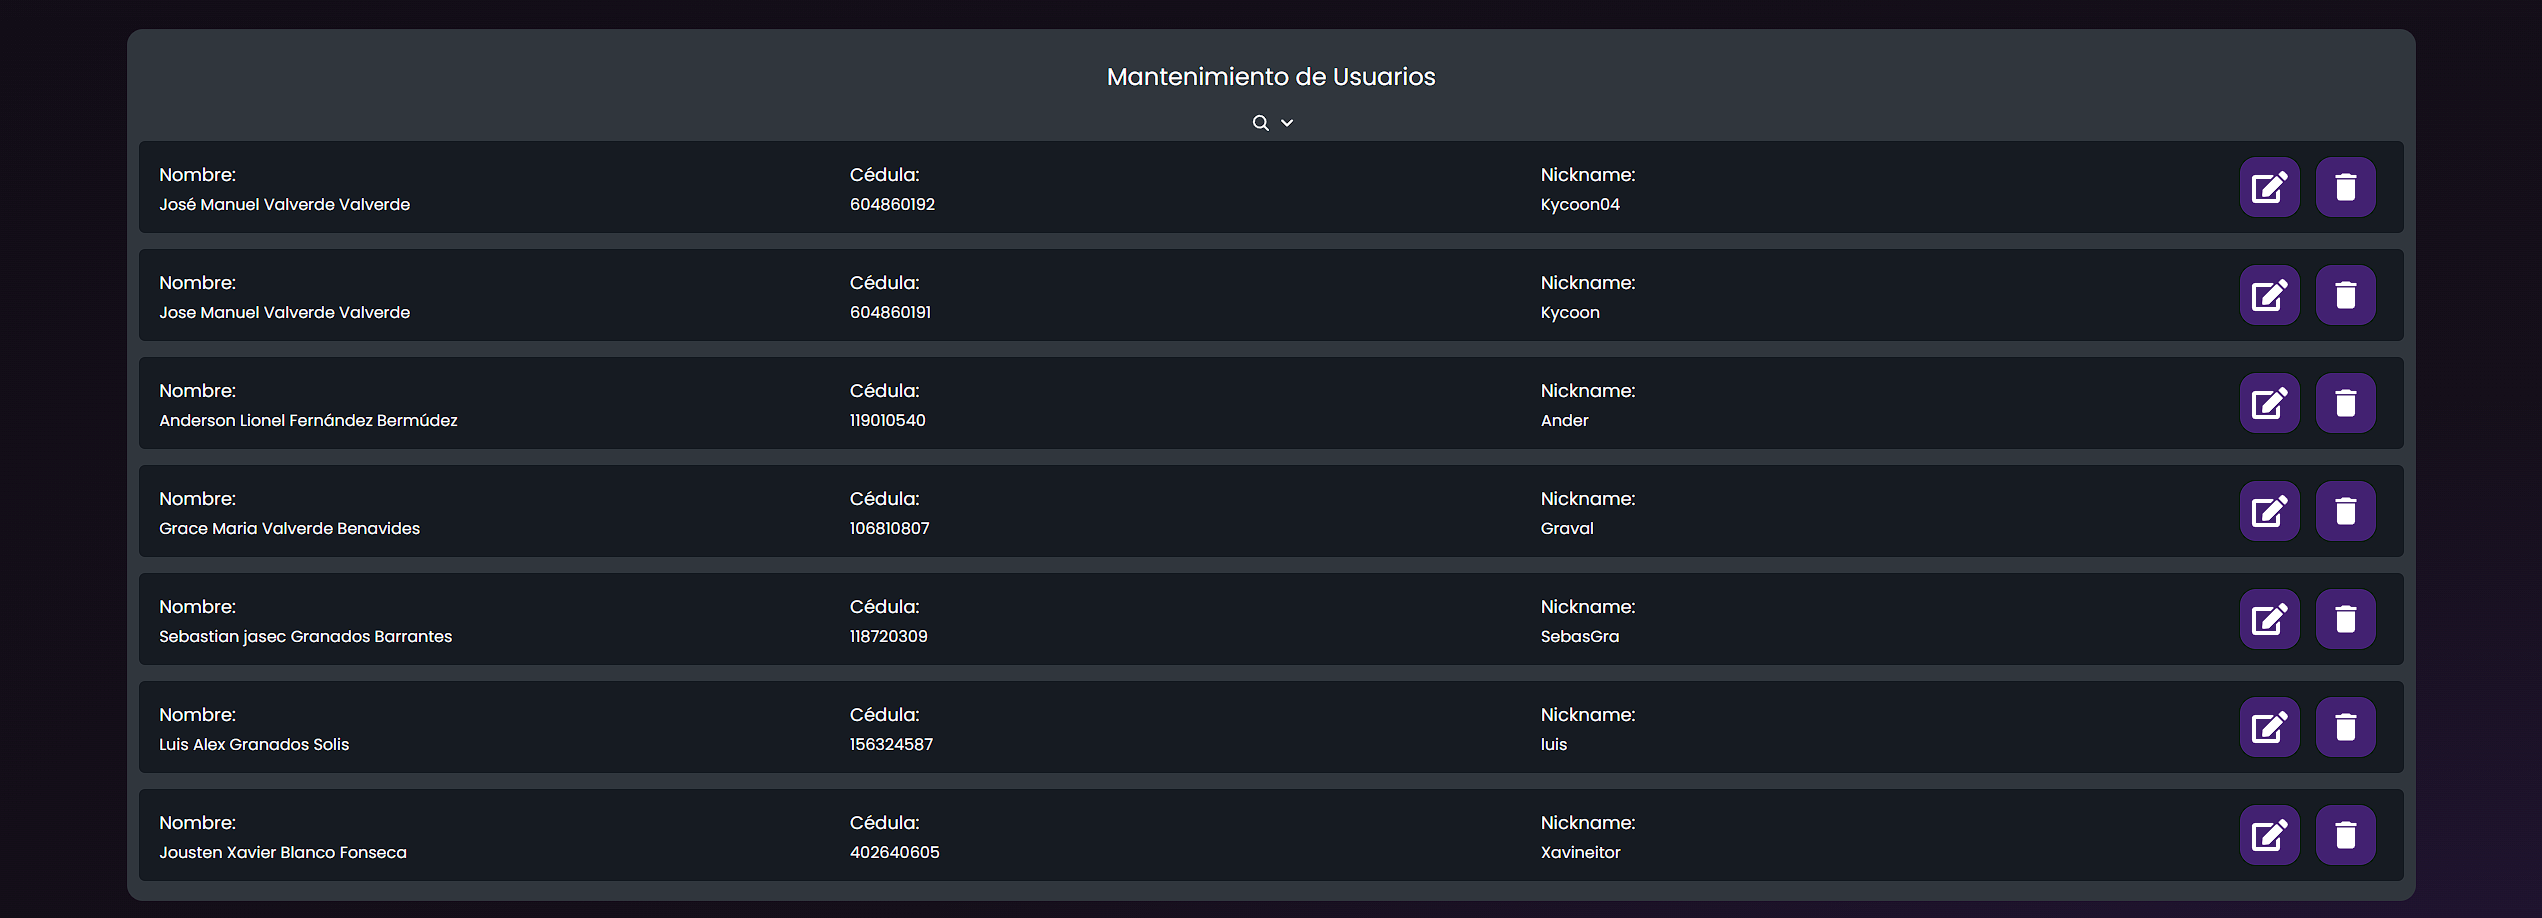 Mantenimiento de Usuarios
Nombre: Cédula: Nickname:
José Manuel Valverde Valverde 604860192 Kycoon04
Nombre: Cédula: Nickname:
Jose Manuel Valverde Valverde 604860191 Kycoon
Nombre: Cédula: Nickname:
Anderson Lionel Fernández Bermúdez 119010540 Ander
Nombre: Cédula: Nickname:
Grace Maria Valverde Benavides 106810807 Graval
Nombre: Cédula: Nickname:
Sebastian jasec Granados Barrantes 118720309 SebasGra
Nombre: Cédula: Nickname:
Luis Alex Granados Solis 156324587 luis
Nombre: Cédula: Nickname:
Jousten Xavier Blanco Fonseca 402640605 Xavineitor